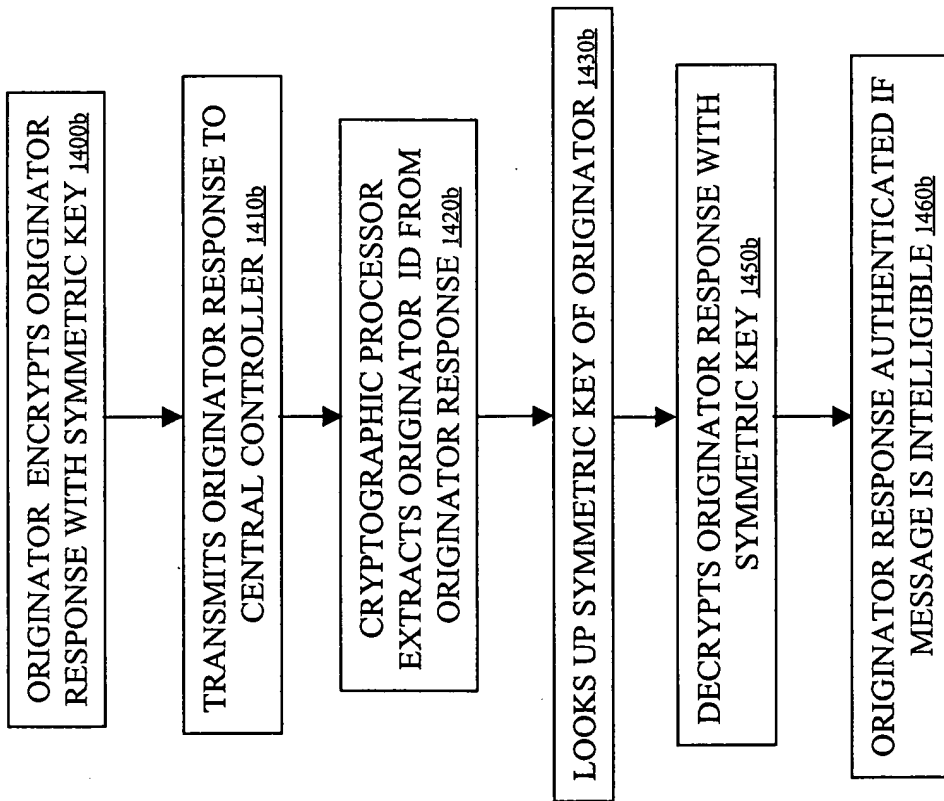 ORIGINATOR ENCRYPTS ORIGINATOR
RESPONSE WITH SYMMETRIC KEY 1400b
TRANSMITS ORIGINATOR RESPONSE TO
CENTRAL CONTROLLER 1410b
CRYPTOGRAPHIC PROCESSOR
EXTRACTS ORIGINATOR ID FROM
ORIGINATOR RESPONSE 1420b
LOOKS UP SYMMETRIC KEY OF ORIGINATOR 1430b
DECRYPTS ORIGINATOR RESPONSE WITH
SYMMETRIC KEY 1450b
ORIGINATOR RESPONSE AUTHENTICATED IF
MESSAGE IS INTELLIGIBLE 1460b